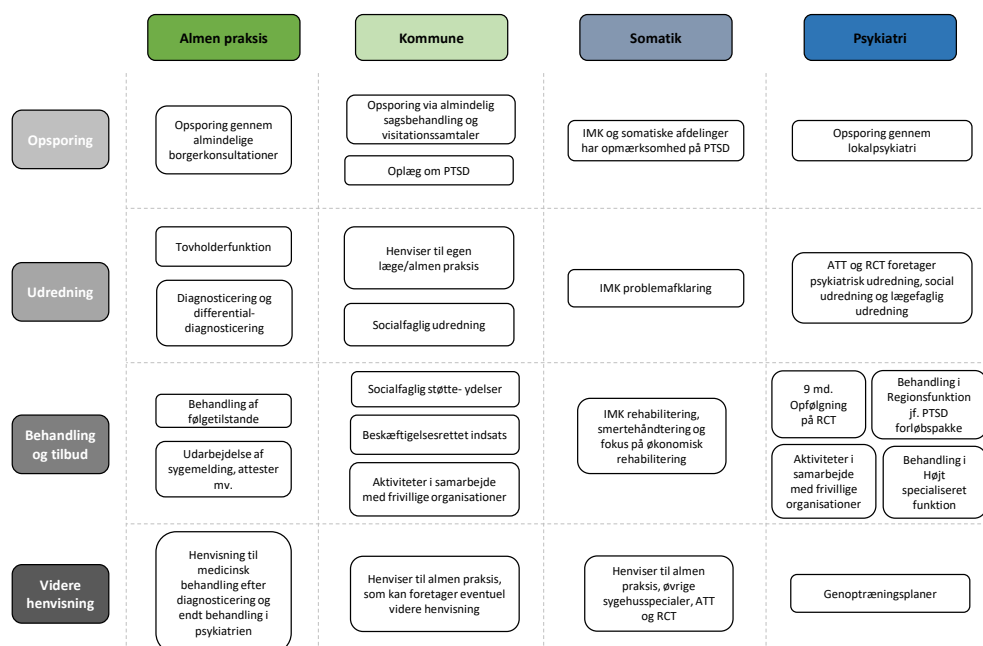 Almen praksis
Kommune
Somatik
Psykiatri
Opsporing
Opsporing gennem
almindelige
borgerkonsultationer
Opsporing via almindelig
sagsbehandling og
visitationssamtaler
Oplæg om PTSD
IMK og somatiske afdelinger
har opmærksomhed på PTSD
Opsporing gennem
lokalpsykiatri
Udredning
Tovholderfunktion
Diagnosticering og
differential-
diagnosticering
Henviser til egen
læge/almen praksis
Socialfaglig udredning
IMK problemafklaring
ATT og RCT foretager
psykiatrisk udredning, social
udredning og lægefaglig
udredning
Behandling
og tilbud
Behandling af
følgetilstande
Udarbejdelse af
sygemelding, attester
mv.
Socialfaglig støtte- ydelser
Beskæftigelsesrettet indsats
Aktiviteter i samarbejde
med frivillige organisationer
IMK rehabilitering,
smertehåndtering og
fokus på økonomisk
rehabilitering
9 md.
Opfølgning
på RCT
Behandling i
Regionsfunktion
jf. PTSD
forløbspakke
Aktiviteter i
samarbejde
med frivillige
organisationer
Behandling i
Højt
specialiseret
funktion
Videre
henvisning
Henvisning til
medicinsk
behandling efter
diagnosticering og
endt behandling i
psykiatrien
Henviser til almen praksis,
som kan foretager eventuel
videre henvisning
Henviser til almen
praksis, øvrige
sygehusspecialer, ATT
og RCT
Genoptræningsplaner